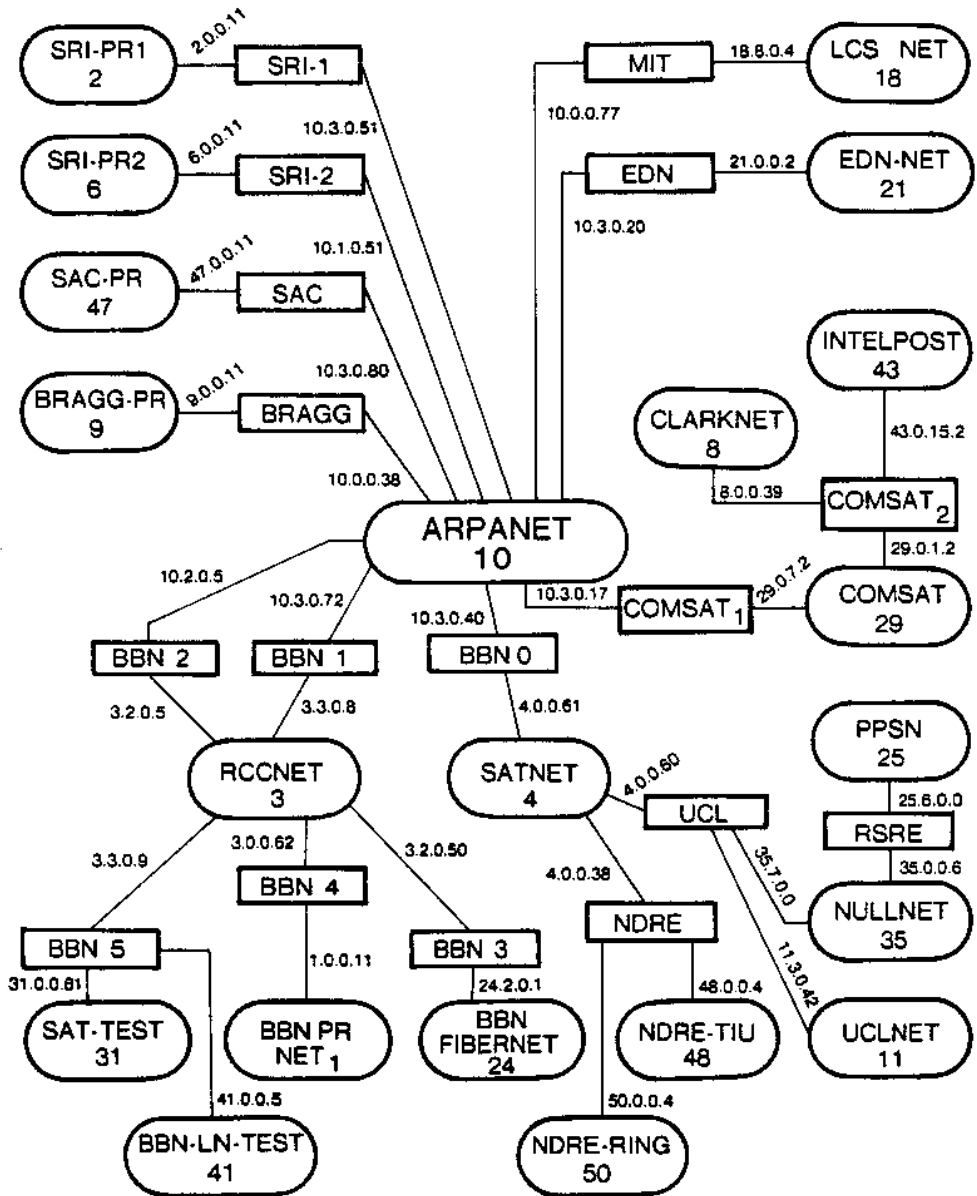 SRI-PR1
2
2.0.0.11
SRI-1
10.3.0.51
MIT
18.8.0.4
LCS NET
18
10.0.0.77
SRI-PR2
6
6.0.0.11
SRI-2
10.1.0.51
EDN
21.0.0.2
EDN-NET
21
10.3.0.20
SAC-PR
47
47.0.0.11
SAC
10.3.0.80
INTELPOST
43
BRAGG-PR
9
9.0.0.11
BRAGG
10.0.0.38
CLARKNET
8
43.0.15.2
8.0.0.39
COMSAT 2
ARPANET
10
29.0.1.2
10.2.0.5
10.3.0.72
10.3.0.40
10.3.0.17
COMSAT 1
29.0.7.2
COMSAT
29
BBN 2
BBN 1
BBN 0
3.2.0.5
3.3.0.8
4.0.0.61
RCCNET
3
SATNET
4
4.0.0.60
UCL
PPSN
25
25.6.0.0
RSRE
35.0.0.6
3.3.0.9
3.0.0.62
3.2.0.50
4.0.0.38
35.7.0.0
BBN 4
NDRE
NULLNET
35
BBN 5
BBN 3
11.3.0.42
31.0.0.61
1.0.0.11
24.2.0.1
48.0.0.4
SAT-TEST
31
BBN PR
NET 1
BBN
FIBERNET
24
NDRE-TIU
48
UCLNET
11
41.0.0.5
50.0.0.4
BBN-LN-TEST
41
NDRE-RING
50